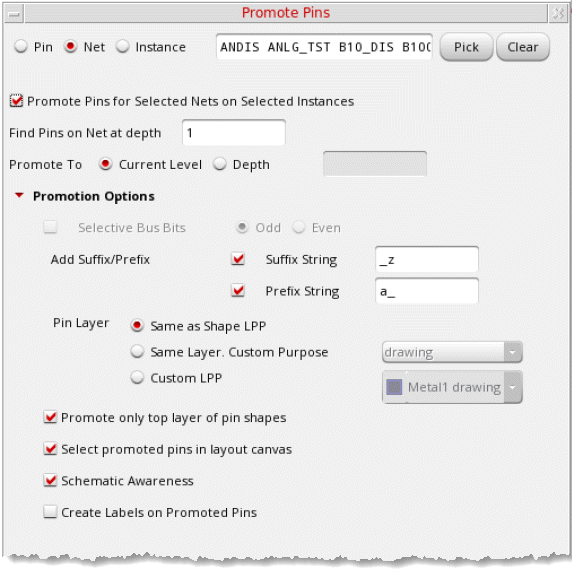 Promote Pins
Pin Net Instance ANDIS ANLG_TST B10_DIS B100 Pick Clear
Promote Pins for Selected Nets on Selected Instances
Find Pins on Net at depth 1
Promote To Current Level Depth
Promotion Options
Selective Bus Bits Odd Even
Add Suffix/Prefix Suffix String _z
Prefix String a_
Pin Layer Same as Shape LPP
Same Layer. Custom Purpose drawing
Custom LPP Metal1 drawing
Promote only top layer of pin shapes
Select promoted pins in layout canvas
Schematic Awareness
Create Labels on Promoted Pins